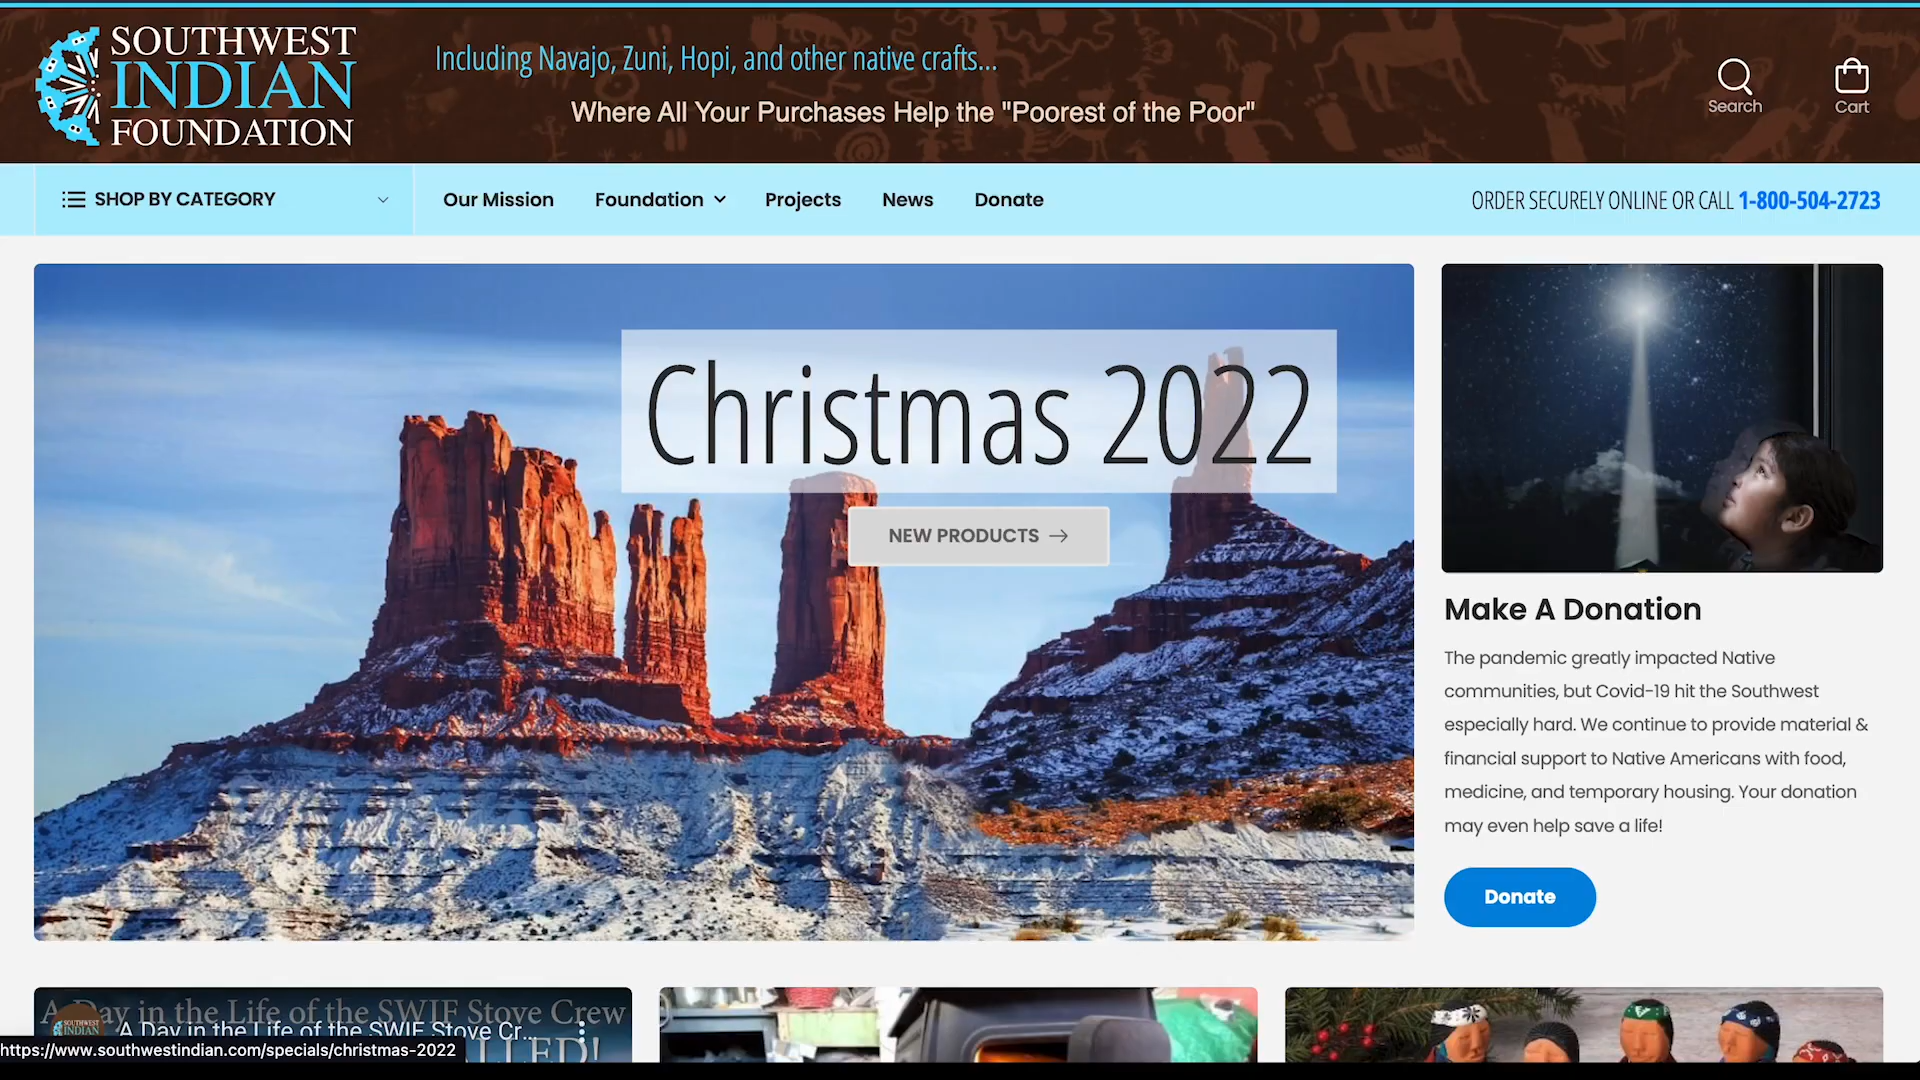 SOUTHWEST
INDIAN
FOUNDATION
Including Navajo, Zuni, Hopi, and other native crafts...
Where All Your Purchases Help the "Poorest of the Poor"
Search
Cart
SHOP BY CATEGORY
Our Mission
Foundation
Projects
News
Donate
ORDER SECURELY ONLINE OR CALL 1-800-504-2723
Christmas 2022
NEW PRODUCTS →
Make A Donation
The pandemic greatly impacted Native
communities, but Covid-19 hit the Southwest
especially hard. We continue to provide material &
financial support to Native Americans with food,
medicine, and temporary housing. Your donation
may even help save a life!
Donate
A Day in the Life of the SWIF Stove Crew
SOUTHWEST
INDIAN
A Day in the Life of the SWIF Stove Cr...
https://www.southwestindian.com/specials/christmas-2022